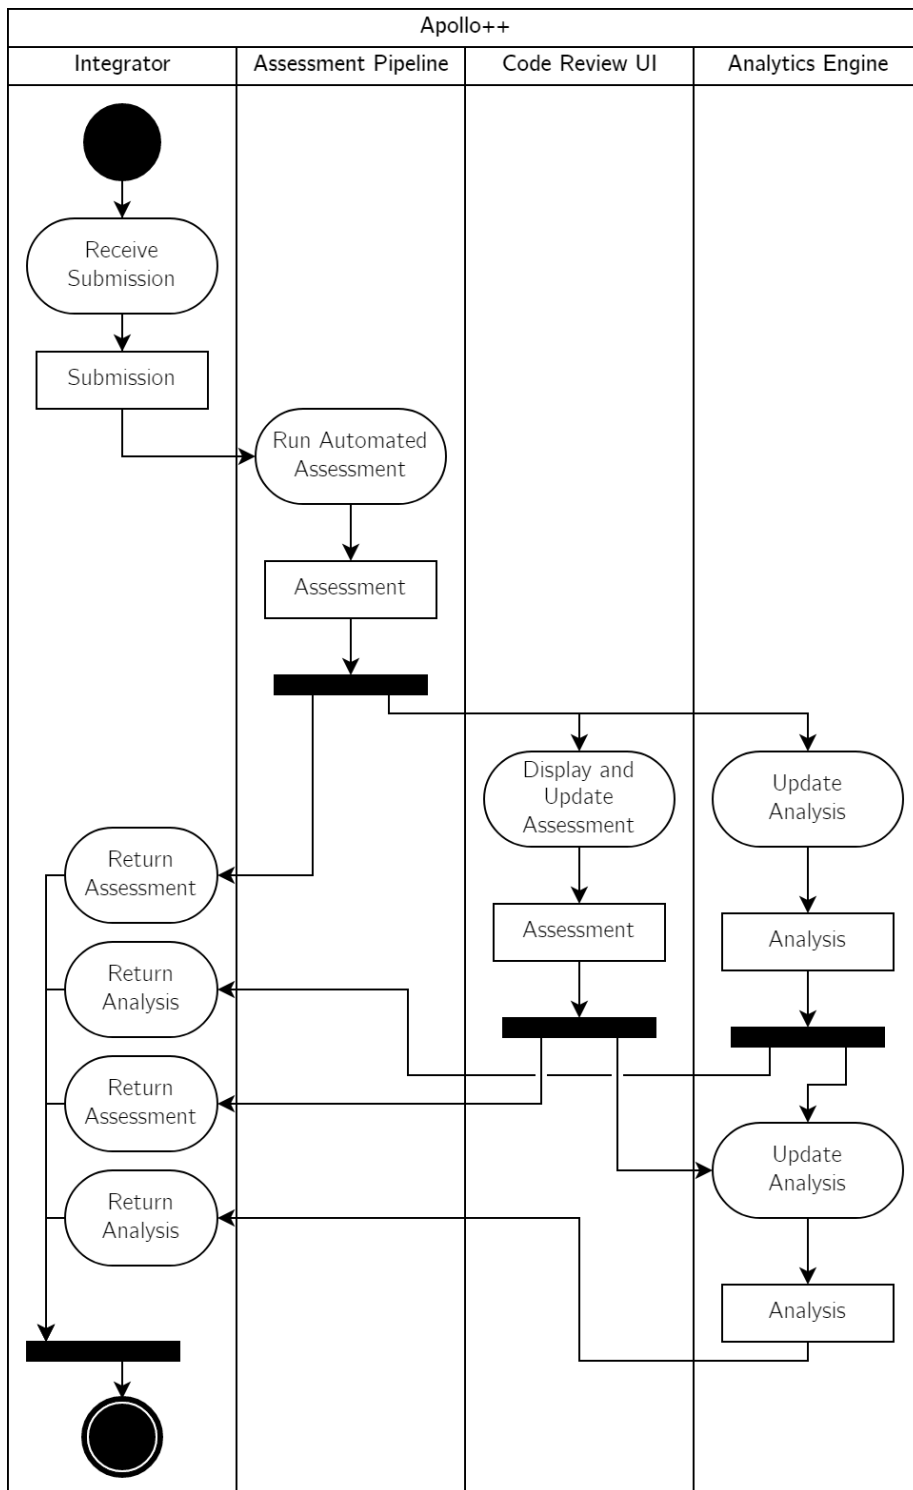 Apollo++
Integrator
Assessment Pipeline
Code Review UI
Analytics Engine
Receive
Submission
Submission
Run Automated
Assessment
Assessment
Display and
Update
Assessment
Update
Analysis
Return
Assessment
Assessment
Analysis
Return
Analysis
Return
Assessment
Update
Analysis
Return
Analysis
Analysis